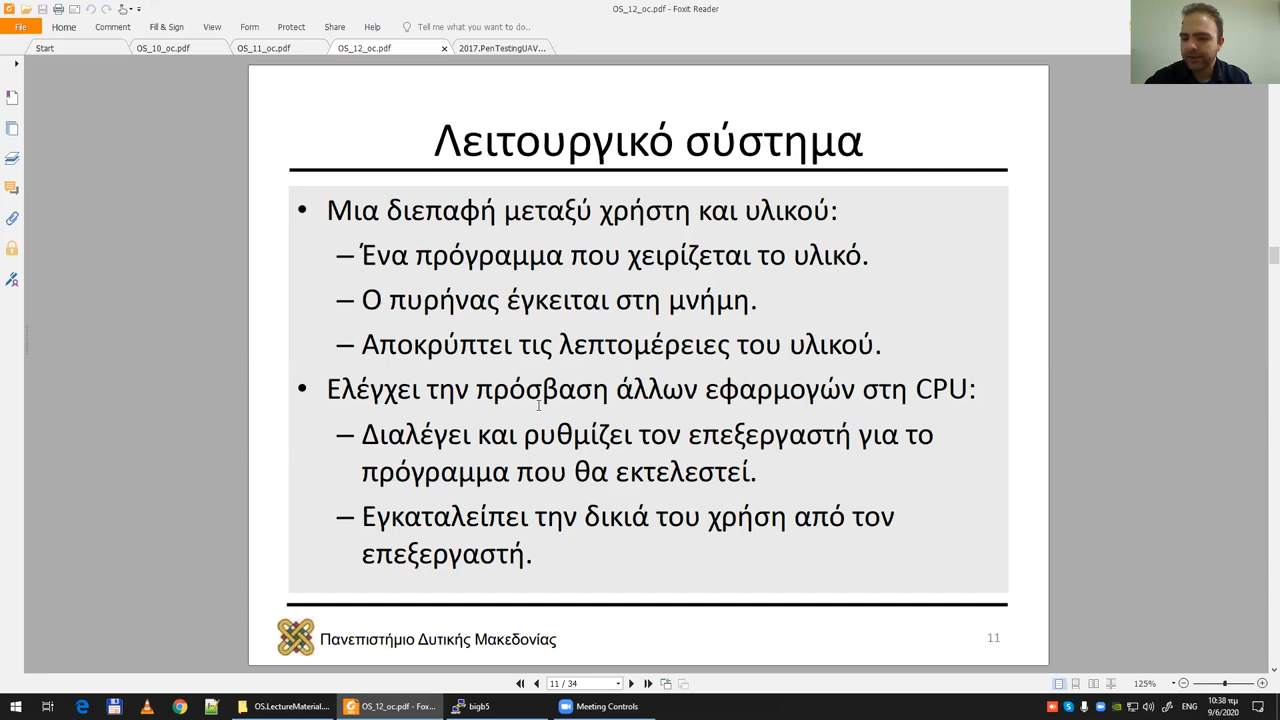 OS_12_oc.pdf - Foxit Reader
File Home Comment Fill & Sign View Form Protect Share Help Tell me what you want to do..
Start OS_10_oc.pdf OS_11_oc.pdf OS_12_oc.pdf 2017.PenTestingUAV...
Λειτουργικό σύστημα
• Μια διεπαφή μεταξύ χρήστη και υλικού:
– Ένα πρόγραμμα που χειρίζεται το υλικό.
– Ο πυρήνας έγκειται στη μνήμη.
– Αποκρύπτει τις λεπτομέρειες του υλικού.
• Ελέγχει την πρόσβαση άλλων εφαρμογών στη CPU:
– Διαλέγει και ρυθμίζει τον επεξεργαστή για το
πρόγραμμα που θα εκτελεστεί.
– Εγκαταλείπει την δικιά του χρήση από τον
επεξεργαστή.
Πανεπιστήμιο Δυτικής Μακεδονίας
11
11 / 34
125%
OS.LectureMaterial....
OS_12_oc.pdf - Fox...
bigb5
Meeting Controls
ENG
10:38 πμ
9/6/2020